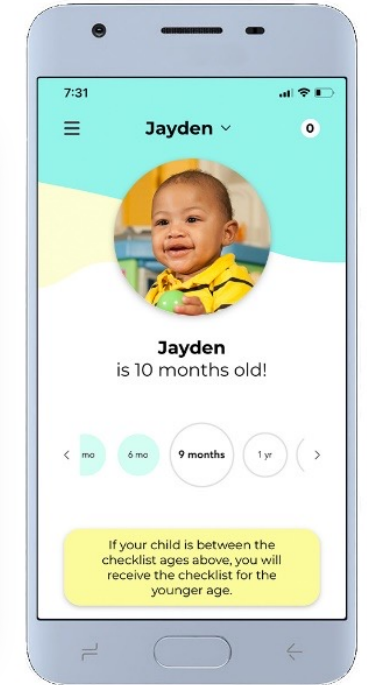 7:31
Jayden
0
Jayden
is 10 months old!
mo
6 mo
9 months
1 yr
If your child is between the
checklist ages above, you will
receive the checklist for the
younger age.